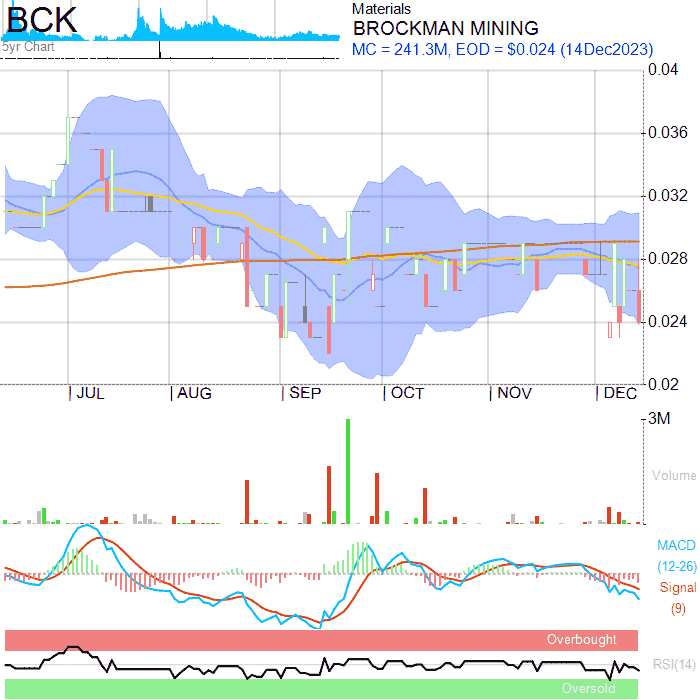 BCK
5yr Chart
Materials
BROCKMAN MINING
MC = 241.3M, EOD = $0.024 (14Dec2023)
0.04
0.036
0.032
0.028
0.024
0.02
JUL AUG SEP OCT NOV DEC
3M
Volume
MACD
(12-26)
Signal
(9)
Overbought
RSI(14)
Oversold